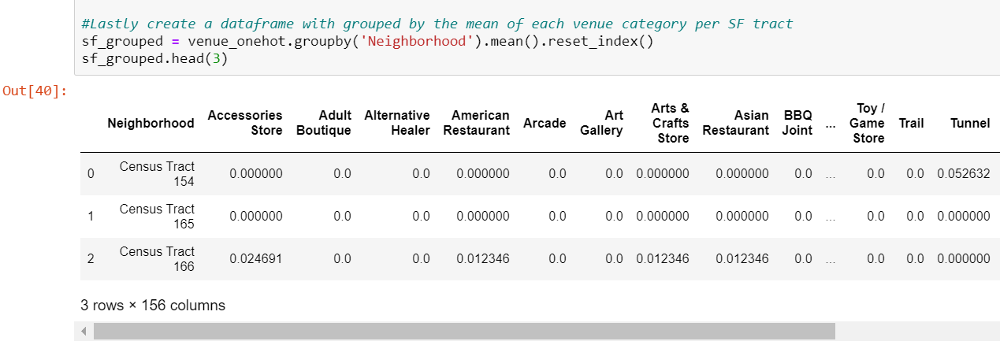 #Lastly create a dataframe with grouped by the mean of each venue category per SF tract
sf_grouped = venue_onehot.groupby('Neighborhood').mean().reset_index()
sf_grouped.head(3)
Out[40]:
Neighborhood Accessories Store Adult Boutique Alternative Healer American Restaurant Arcade Art Gallery Arts & Crafts Store Asian Restaurant BBQ Joint ... Toy / Game Store Trail Tunnel
0 Census Tract 154 0.000000 0.0 0.0 0.000000 0.0 0.0 0.000000 0.000000 0.0 ... 0.0 0.0 0.052632
1 Census Tract 165 0.000000 0.0 0.0 0.000000 0.0 0.0 0.000000 0.000000 0.0 ... 0.0 0.0 0.000000
2 Census Tract 166 0.024691 0.0 0.0 0.012346 0.0 0.0 0.012346 0.012346 0.0 ... 0.0 0.0 0.000000
3 rows × 156 columns